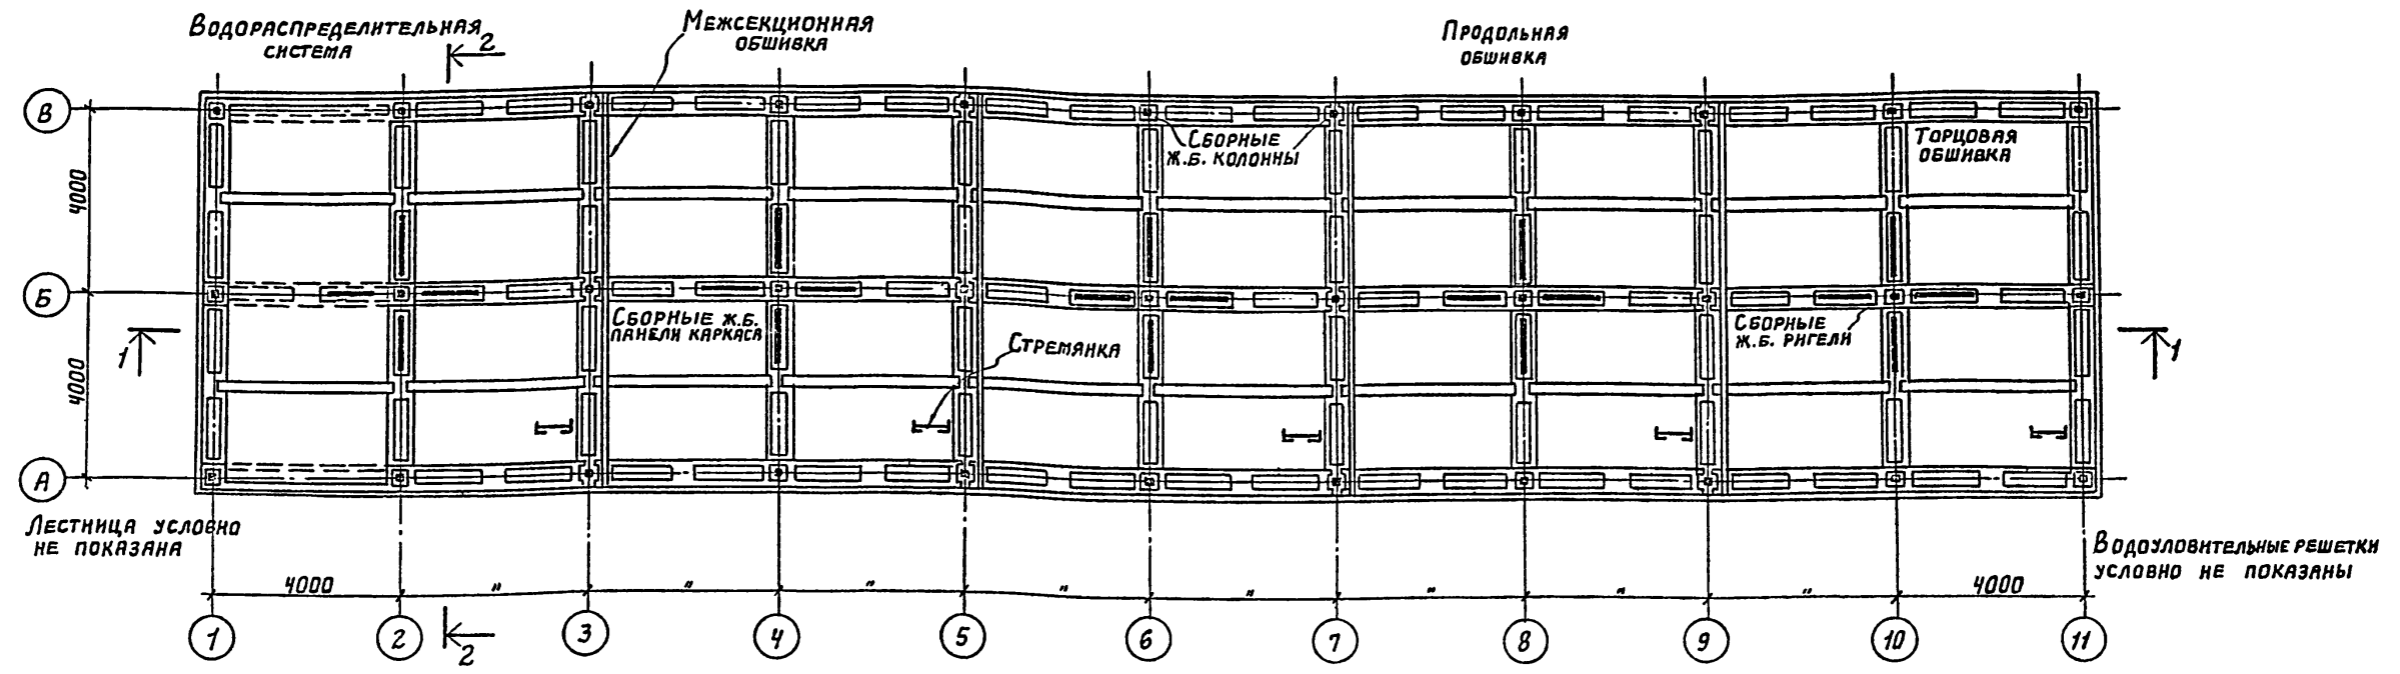 Водораспределительная
система
2
Межсекционная
обшивка
Продольная
обшивка
В
Сборные
ж.б. колонны
Торцовая
обшивка
4000
Б
Сборные ж.б.
панели каркаса
Сборные
ж.б. ригели
1
Стремянка
1
4000
А
Лестница условно
не показана
Водоуловительные решетки
условно не показаны
4000 " " " " " " " " 4000
1 2 3 4 5 6 7 8 9 10 11
2